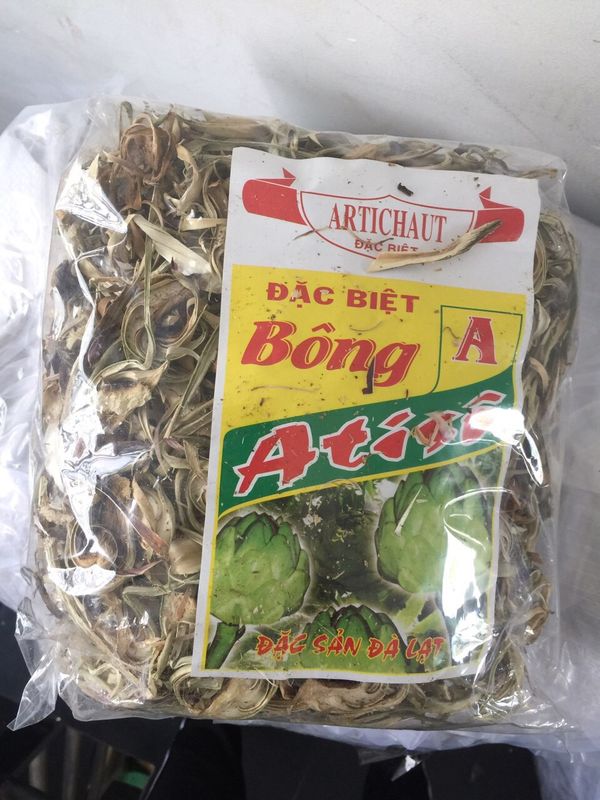 ARTICHAUT
ĐẶC BIỆT
ĐẶC BIỆT
Bông
A
Atisô
ĐẶC SẢN ĐÀ LẠT